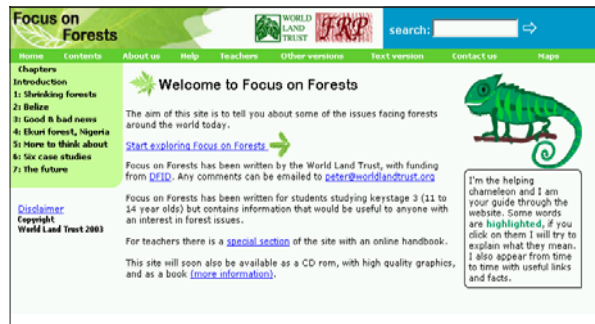 Focus on
Forests
WORLD
LAND
TRUST
FRP
search:
Home Contents About us Help Teachers Other versions Text version Contact us Maps
Chapters
Introduction
1: Shrinking forests
2: Belize
3: Good & bad news
4: Ekuri forest, Nigeria
5: More to think about
6: Six case studies
7: The future
Disclaimer
Copyright
World Land Trust 2003
Welcome to Focus on Forests
The aim of this site is to tell you about some of the issues facing forests
around the world today.
Start exploring Focus on Forests
Focus on Forests has been written by the World Land Trust, with funding
from DFID. Any comments can be emailed to peter@worldlandtrust.org
Focus on Forests has been written for students studying keystage 3 (11 to
14 year olds) but contains information that would be useful to anyone with
an interest in forest issues.
For teachers there is a special section of the site with an online handbook.
This site will soon also be available as a CD rom, with high quality graphics,
and as a book (more information).
I'm the helping
chameleon and I am
your guide through the
website. Some words
are highlighted, if you
click on them I will try to
explain what they mean.
I also appear from time
to time with useful links
and facts.